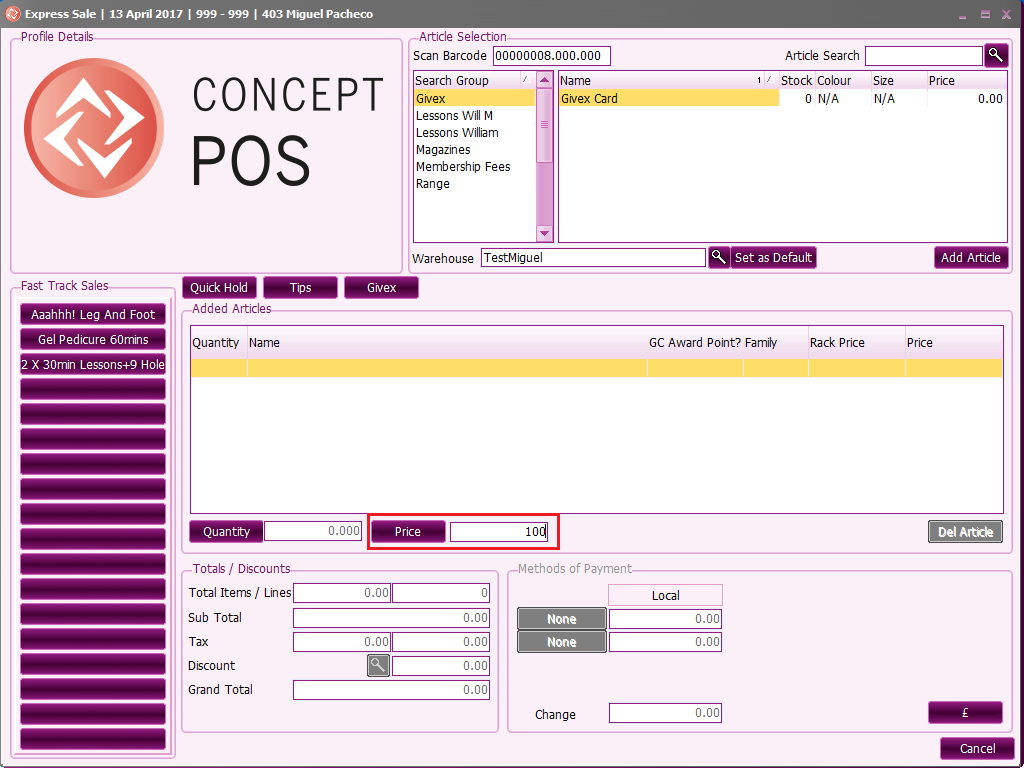 Express Sale | 13 April 2017 | 999 - 999 | 403 Miguel Pacheco
Profile Details
CONCEPT
POS
Article Selection
Scan Barcode 00000008.000.000 Article Search
Search Group
Givex
Lessons Will M
Lessons William
Magazines
Membership Fees
Range
Name 1 Stock Colour Size Price
Givex Card 0 N/A N/A 0.00
Warehouse TestMiguel Set as Default Add Article
Fast Track Sales
Aaahhh! Leg And Foot
Gel Pedicure 60mins
2 X 30min Lessons+9 Hole
Quick Hold Tips Givex
Added Articles
Quantity Name GC Award Point? Family Rack Price Price
Quantity 0.000 Price 100 Del Article
Totals / Discounts
Total Items / Lines 0.00 0
Sub Total 0.00
Tax 0.00 0.00
Discount 0.00
Grand Total 0.00
Methods of Payment
Local
None 0.00
None 0.00
Change 0.00
£
Cancel